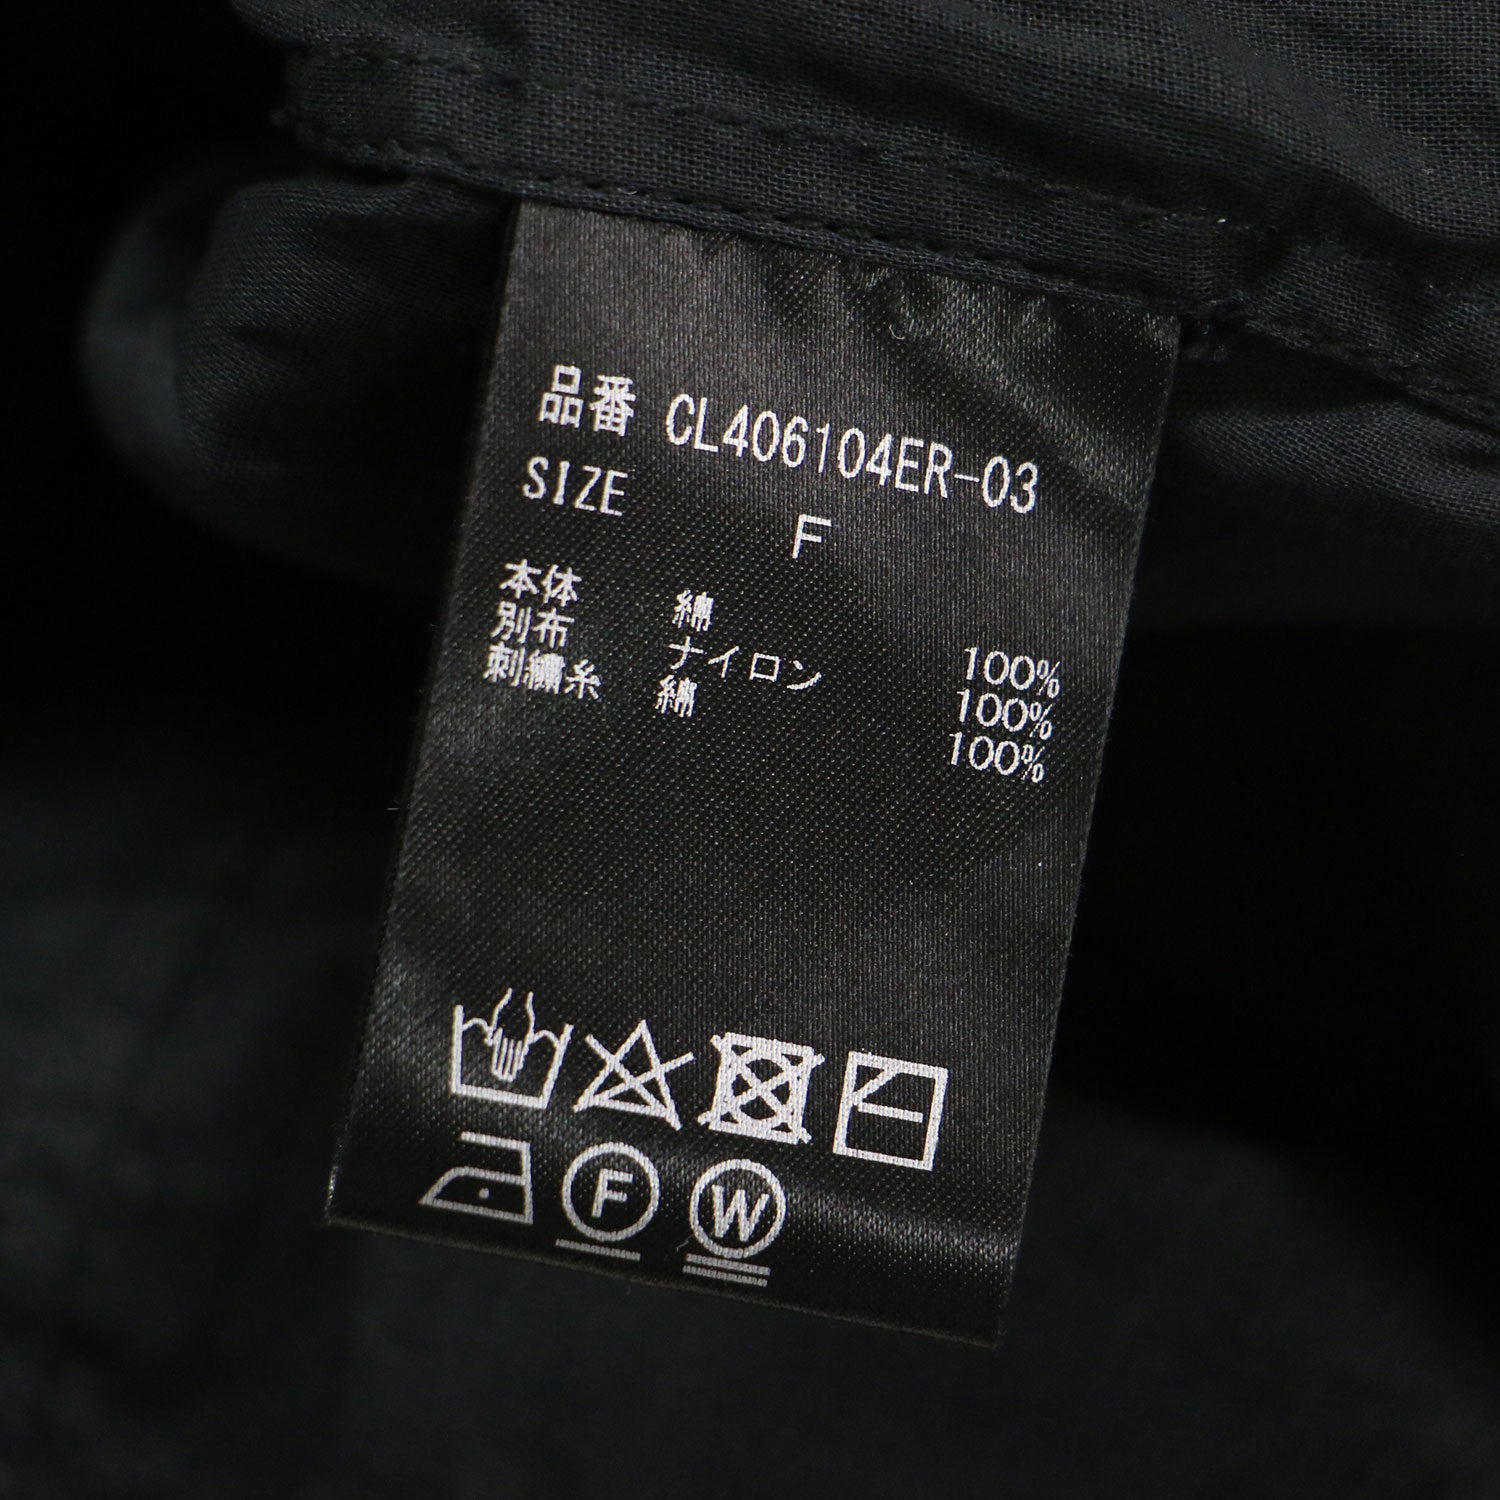 品番 CL406104ER-03
SIZE F
本体 綿 100%
別布 ナイロン 100%
刺繍糸 綿 100%
F W